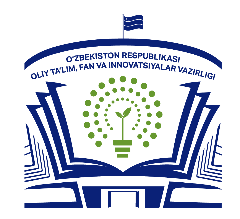 O‘ZBEKISTON RESPUBLIKASI
OLIY TA’LIM, FAN VA INNOVATSIYALAR VAZIRLIGI